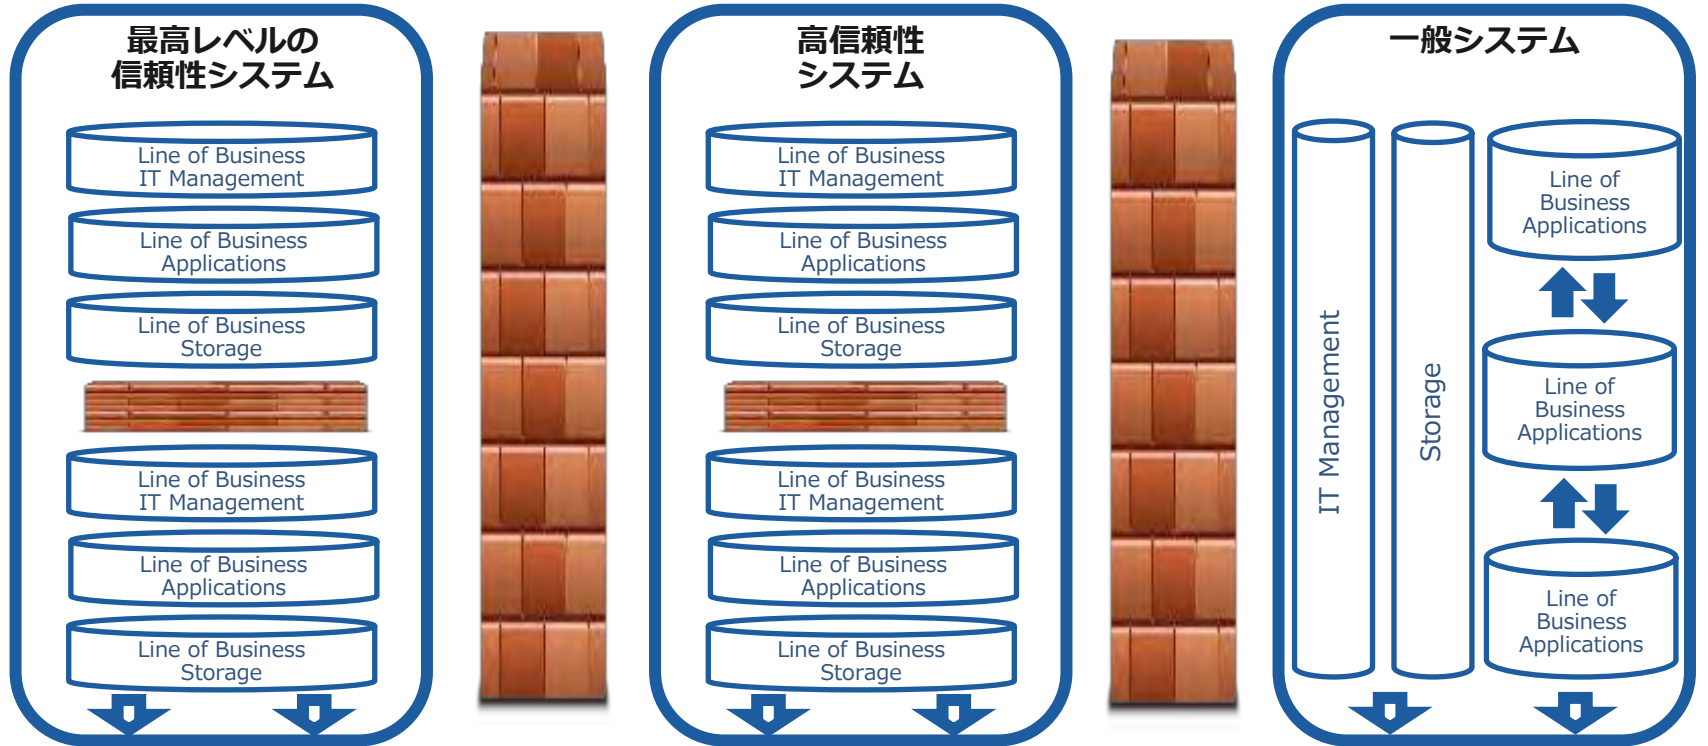 最高レベルの
信頼性システム
Line of Business
IT Management
Line of Business
Applications
Line of Business
Storage
Line of Business
IT Management
Line of Business
Applications
Line of Business
Storage
高信頼性
システム
Line of Business
IT Management
Line of Business
Applications
Line of Business
Storage
Line of Business
IT Management
Line of Business
Applications
Line of Business
Storage
一般システム
IT Management
Storage
Line of
Business
Applications
Line of
Business
Applications
Line of
Business
Applications